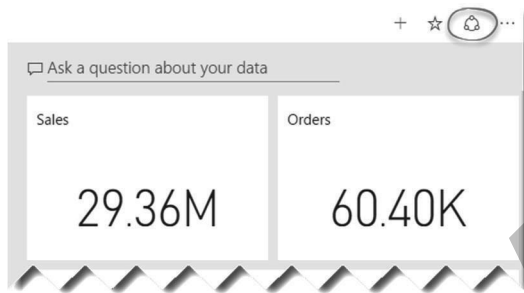 Ask a question about your data
Sales
Orders
29.36M
60.40K